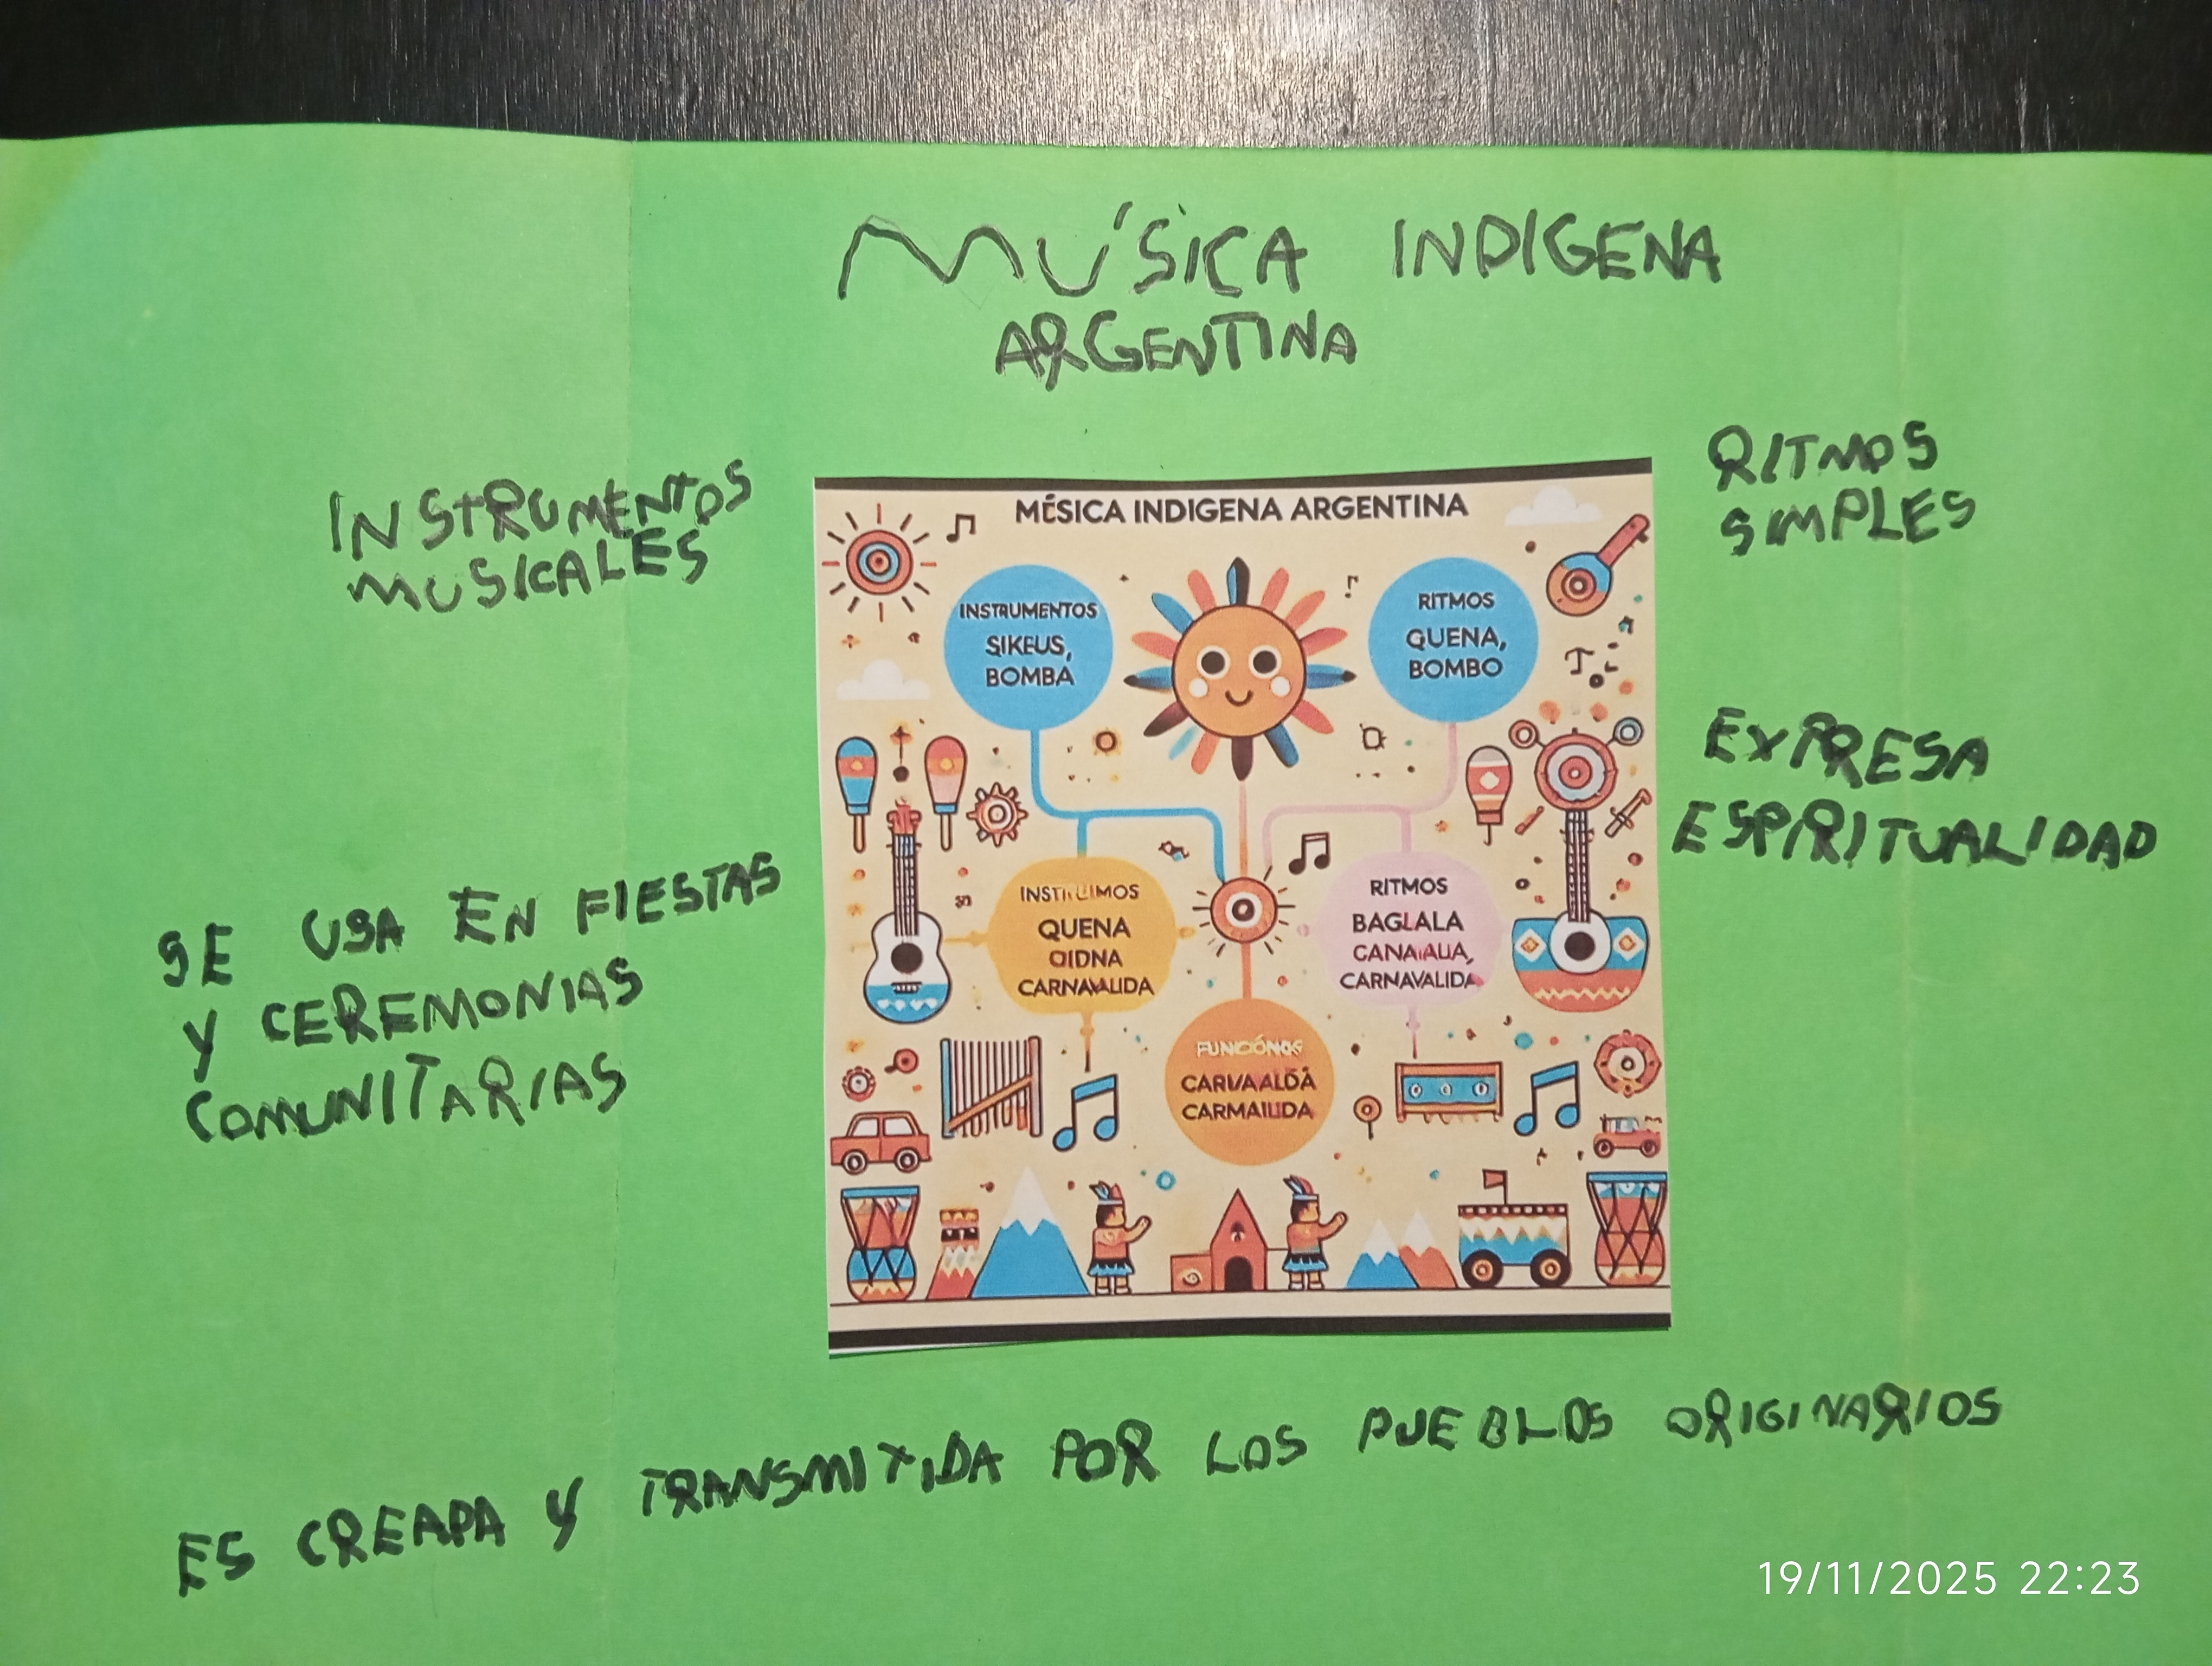 MÚSICA INDIGENA
ARGENTINA
INSTRUMENTOS
MUSICALES
RITMOS
SIMPLES
EXPRESA
ESPIRITUALIDAD
SE USA EN FIESTAS
Y CEREMONIAS
COMUNITARIAS
MÉSICA INDIGENA ARGENTINA
INSTRUMENTOS
SIKEUS,
BOMBA
RITMOS
QUENA,
BOMBO
QUENA
OIDNA
CARNAVALIDA
RITMOS
BAGLALA
CARNAVALIDA
ES CREADA Y TRANSMITIDA POR LOS PUEBLOS ORIGINARIOS
19/11/2025 22:23